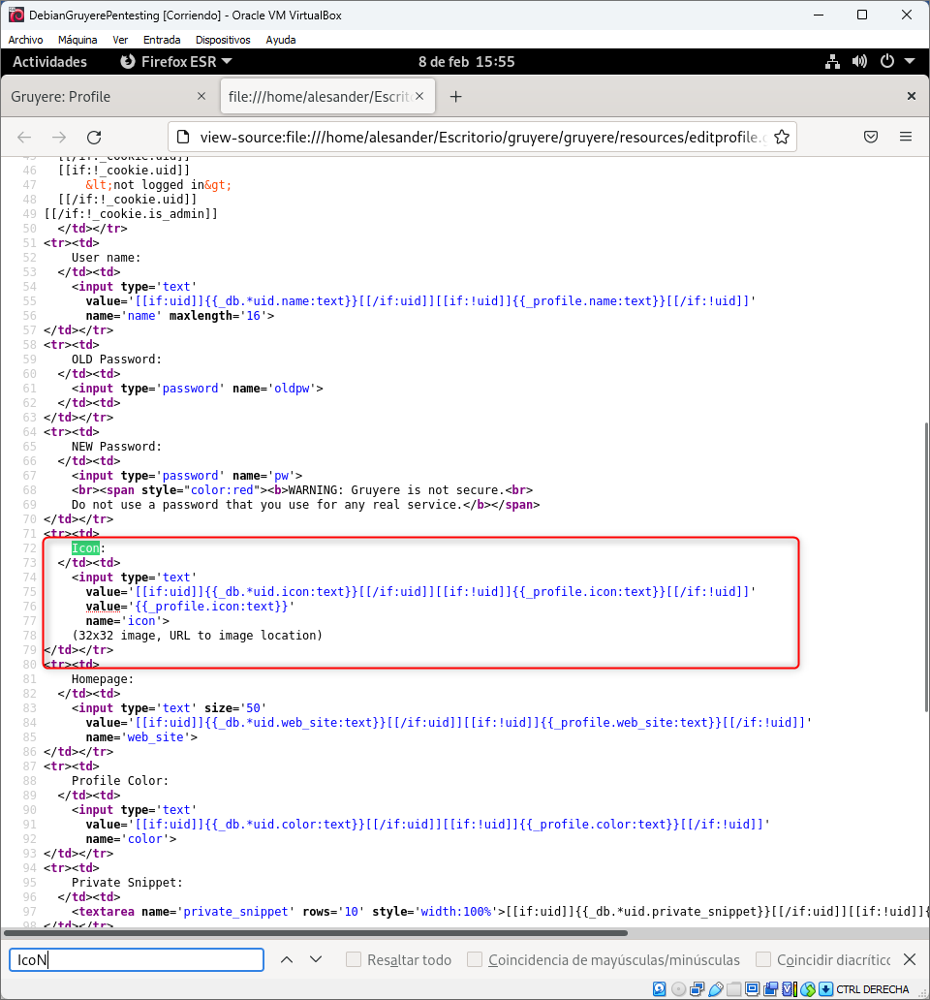 DebianGruyerePentesting [Corriendo] - Oracle VM VirtualBox
Archivo Máquina Ver Entrada Dispositivos Ayuda
Actividades Firefox ESR 8 de feb 15:55
Gruyere: Profile file:///home/alesander/Escrito
view-source:file:///home/alesander/Escritorio/gruyere/gruyere/resources/editprofile.g
45 [[/if:_cookie.uid]]
46 [[if:!_cookie.uid]]
47 &lt;not logged in&gt;
48 [[/if:!_cookie.uid]]
49 [[/if:!_cookie.is_admin]]
50 </td></tr>
51 <tr><td>
52 User name:
53 </td><td>
54 <input type='text'
55 value='[[if:uid]]{{_db.*uid.name:text}}[[/if:uid]][[if:!uid]]{{_profile.name:text}}[[/if:!uid]]'
56 name='name' maxlength='16'>
57 </td></tr>
58 <tr><td>
59 OLD Password:
60 </td><td>
61 <input type='password' name='oldpw'>
62 </td><td>
63 </td></tr>
64 <tr><td>
65 NEW Password:
66 </td><td>
67 <input type='password' name='pw'>
68 <br><span style="color:red"><b>WARNING: Gruyere is not secure.<br>
69 Do not use a password that you use for any real service.</b></span>
70 </td></tr>
71 <tr><td>
72 Icon:
73 </td><td>
74 <input type='text'
75 value='[[if:uid]]{{_db.*uid.icon:text}}[[/if:uid]][[if:!uid]]{{_profile.icon:text}}[[/if:!uid]]'
76 value='{{_profile.icon:text}}'
77 name='icon'>
78 (32x32 image, URL to image location)
79 </td></tr>
80 <tr><td>
81 Homepage:
82 </td><td>
83 <input type='text' size='50'
84 value='[[if:uid]]{{_db.*uid.web_site:text}}[[/if:uid]][[if:!uid]]{{_profile.web_site:text}}[[/if:!uid]]'
85 name='web_site'>
86 </td></tr>
87 <tr><td>
88 Profile Color:
89 </td><td>
90 <input type='text'
91 value='[[if:uid]]{{_db.*uid.color:text}}[[/if:uid]][[if:!uid]]{{_profile.color:text}}[[/if:!uid]]'
92 name='color'>
93 </td></tr>
94 <tr><td>
95 Private Snippet:
96 </td><td>
97 <textarea name='private_snippet' rows='10' style='width:100%'>[[if:uid]]{{_db.*uid.private_snippet}}[[/if:uid]][[if:!uid]]{
98 </td></tr>
IcoN Resaltar todo Coincidencia de mayúsculas/minúsculas Coincidir diacrític
CTRL DERECHA